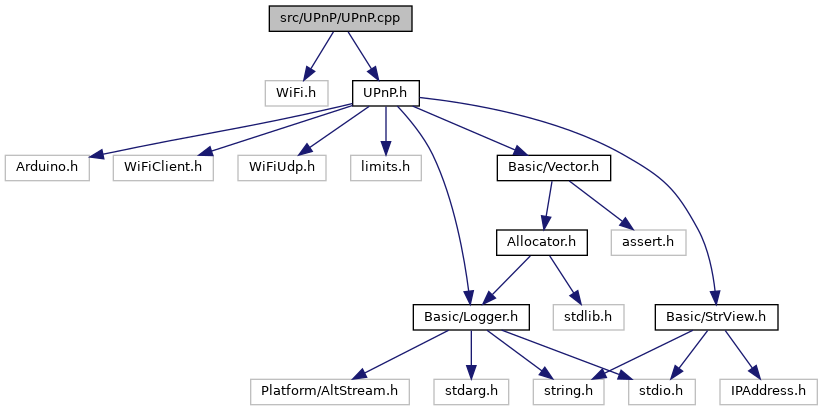 src/UPnP/UPnP.cpp
WiFi.h
UPnP.h
Arduino.h
WiFiClient.h
WiFiUdp.h
limits.h
Basic/Vector.h
Allocator.h
assert.h
Basic/Logger.h
stdlib.h
Basic/StrView.h
Platform/AltStream.h
stdarg.h
string.h
stdio.h
IPAddress.h